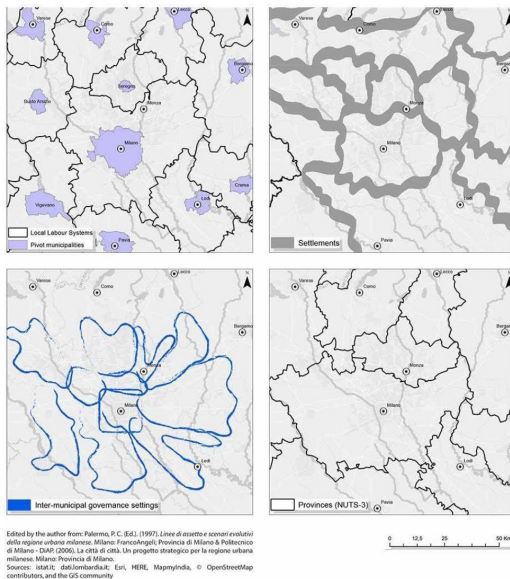 Varese
Como
Lecco
N
Bergamo
Seregno
Busto Arsizio
Monza
Milano
Crema
Vigevano
Lodi
Pavia
Local Labour Systems
Pivot municipalities
Varese
Como
Lecco
N
Bergamo
Monza
Milano
Lodi
Pavia
Settlements
Varese
Como
Lecco
N
Bergamo
Monza
Milano
Lodi
Inter-municipal governance settings
Varese
Como
Lecco
N
Bergamo
Monza
Milano
Lodi
Pavia
Provinces (NUTS-3)
Edited by the author from: Palermo, P. C. (Ed.). (1997). Linee di assetto e scenari evolutivi
della regione urbana milanese. Milano: FrancoAngeli; Provincia di Milano & Politecnico
di Milano - DiAP. (2006). La città di città. Un progetto strategico per la regione urbana
milanese. Milano: Provincia di Milano.
Sources: istat.it; dati.lombardia.it; Esri, HERE, MapmyIndia, © OpenStreetMap
contributors, and the GIS community
0 12,5 25 50 Km